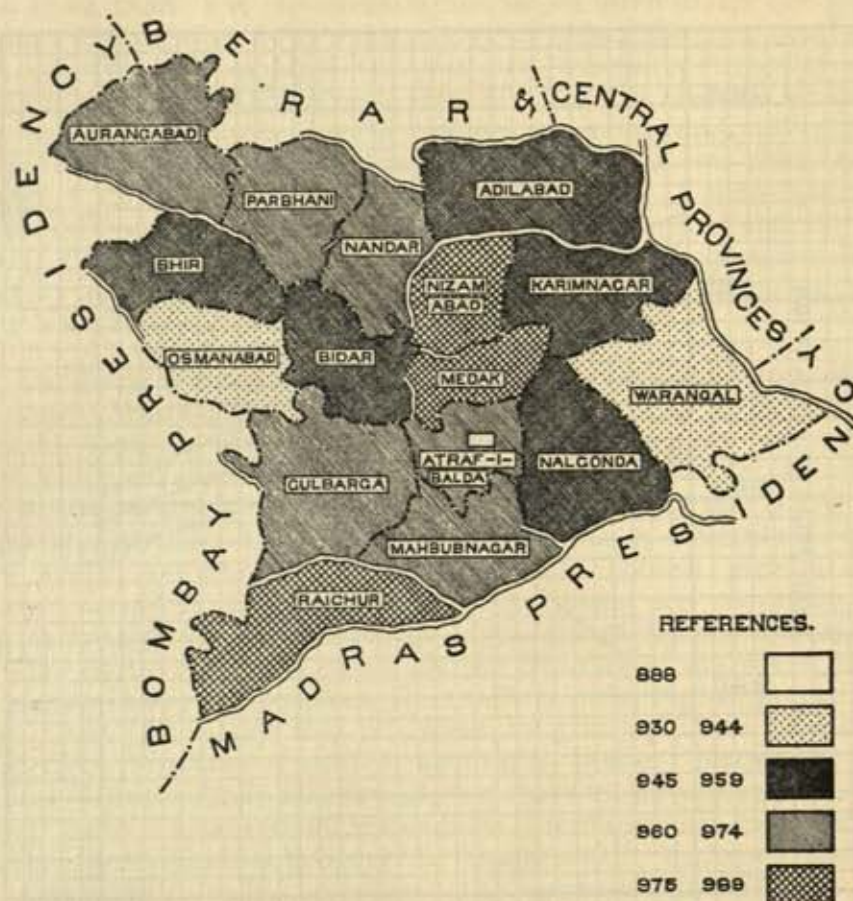 BOMBAY PRESIDENCY
BERAR & CENTRAL PROVINCES
MADRAS PRESIDENCY
AURANGABAD
PARBHANI
ADILABAD
NANDAR
BHIR
NIZAM
ABAD
KARIMNAGAR
OSMANABAD
BIDAR
MEDAK
WARANGAL
GULBARGA
ATRAF-I-
BALDA
NALGONDA
MAHBUBNAGAR
RAICHUR
REFERENCES.
888
930 944
945 959
960 974
975 989